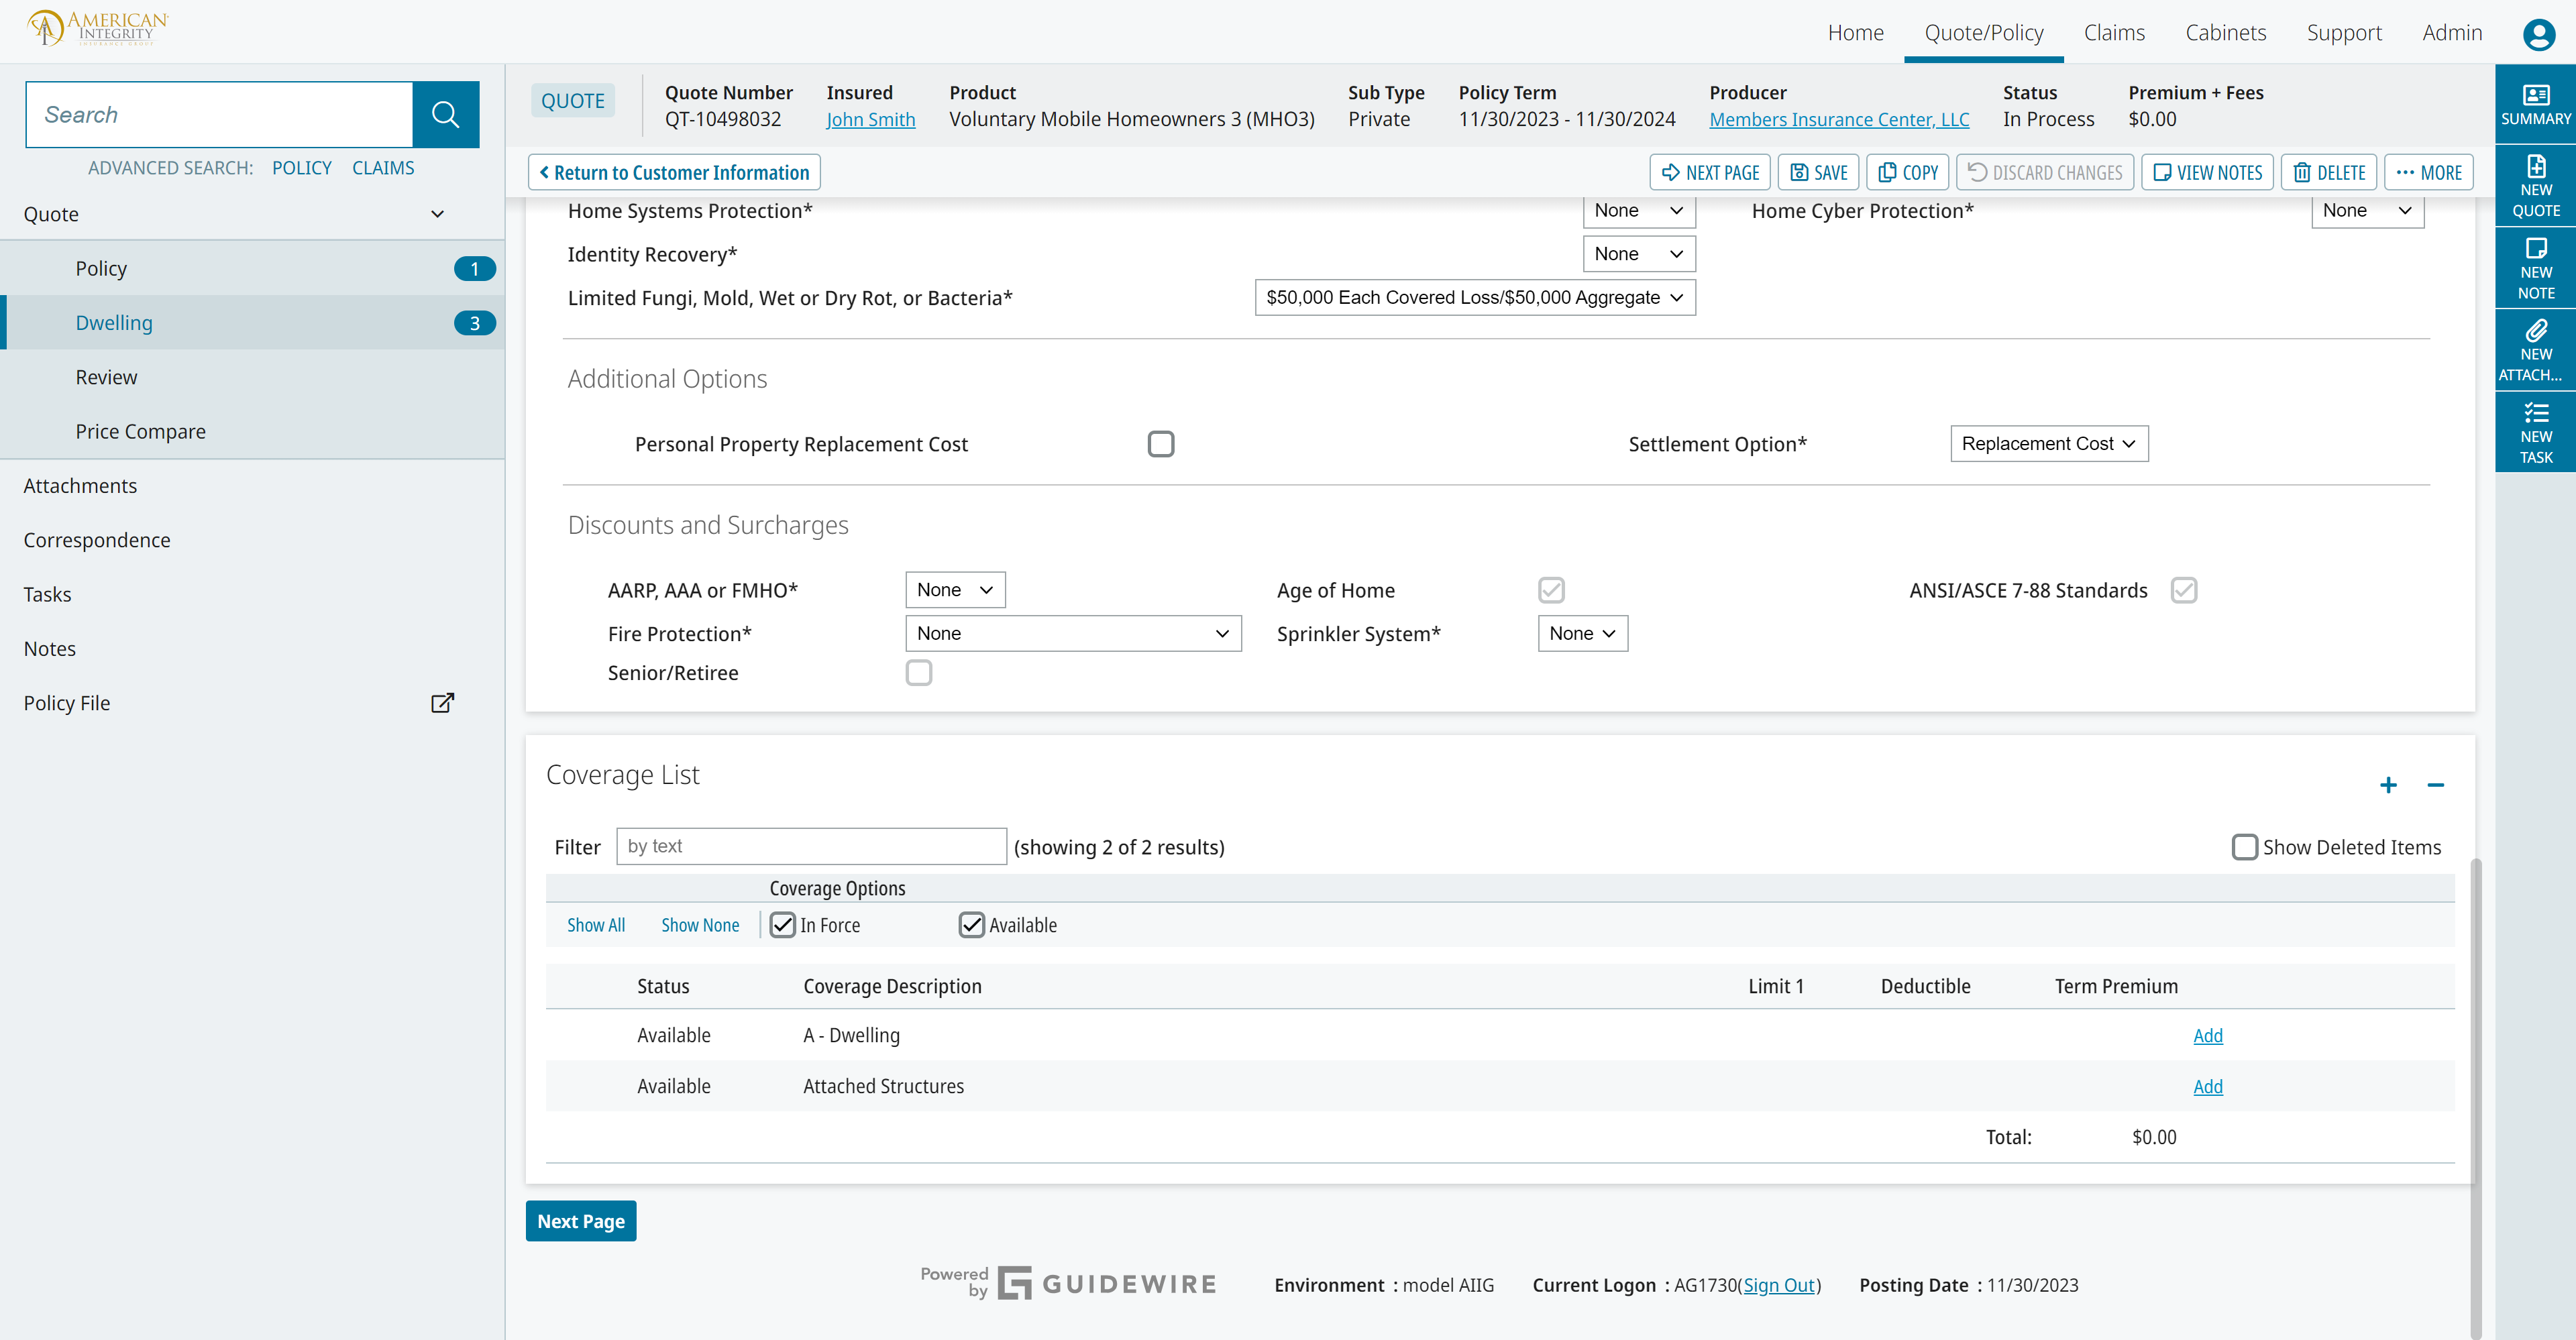 AMERICAN
INTEGRITY
INSURANCE GROUP
Home Quote/Policy Claims Cabinets Support Admin
Search
ADVANCED SEARCH: POLICY CLAIMS
Quote
Policy 1
Dwelling 3
Review
Price Compare
Attachments
Correspondence
Tasks
Notes
Policy File
QUOTE
Quote Number Insured Product Sub Type Policy Term Producer Status Premium + Fees
QT-10498032 John Smith Voluntary Mobile Homeowners 3 (MHO3) Private 11/30/2023 - 11/30/2024 Members Insurance Center, LLC In Process $0.00
Return to Customer Information NEXT PAGE SAVE COPY DISCARD CHANGES VIEW NOTES DELETE MORE
Home Systems Protection* None Home Cyber Protection* None
Identity Recovery* None
Limited Fungi, Mold, Wet or Dry Rot, or Bacteria* $50,000 Each Covered Loss/$50,000 Aggregate
Additional Options
Personal Property Replacement Cost Settlement Option* Replacement Cost
Discounts and Surcharges
AARP, AAA or FMHO* None Age of Home ANSI/ASCE 7-88 Standards
Fire Protection* None Sprinkler System* None
Senior/Retiree
Coverage List
Filter by text (showing 2 of 2 results) Show Deleted Items
Coverage Options
Show All Show None In Force Available
Status Coverage Description Limit 1 Deductible Term Premium
Available A - Dwelling Add
Available Attached Structures Add
Total: $0.00
Next Page
Powered by GUIDEWIRE Environment : model AIIG Current Logon : AG1730(Sign Out) Posting Date : 11/30/2023
SUMMARY
NEW
QUOTE
NEW
NOTE
NEW
ATTACH...
NEW
TASK